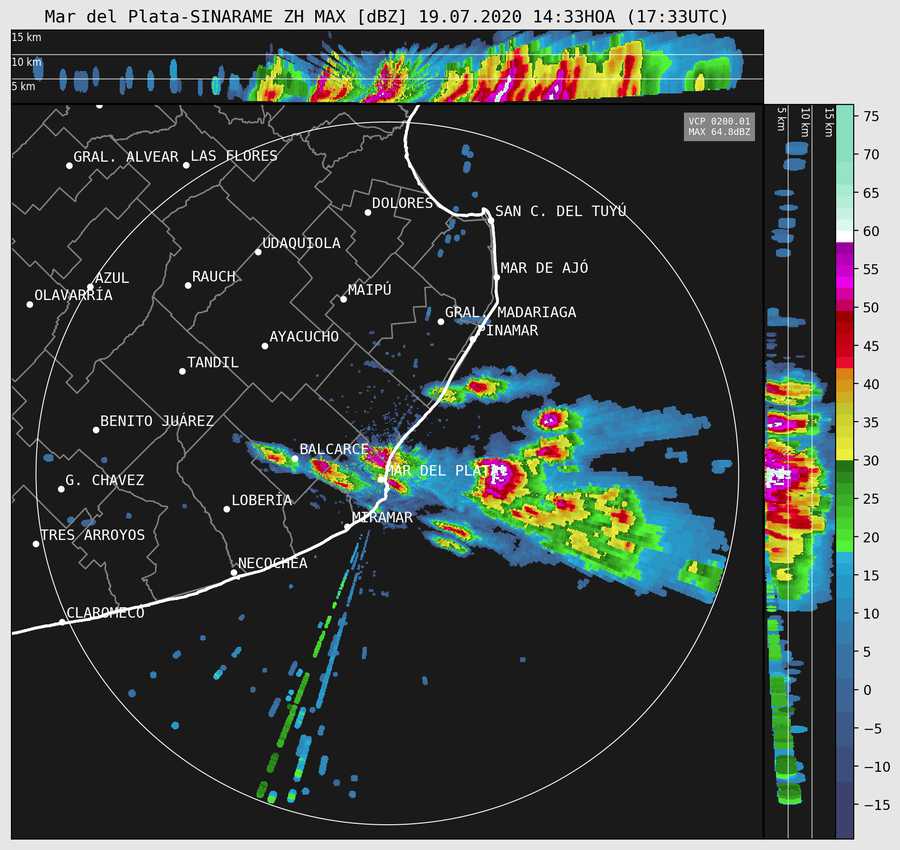 Mar del Plata-SINARAME ZH MAX [dBZ] 19.07.2020 14:33HOA (17:33UTC)
15 km
10 km
5 km
VCP 0200.01
MAX 64.8dBZ
5 km
10 km
15 km
GRAL. ALVEAR
LAS FLORES
DOLORES
SAN C. DEL TUYÚ
UDAQUIOLA
MAR DE AJÓ
AZUL
RAUCH
OLAVARRÍA
MAIPÚ
GRAL. MADARIAGA
PINAMAR
AYACUCHO
TANDIL
BENITO JUÁREZ
BALCARCE
MAR DEL PLATA
G. CHAVEZ
LOBERÍA
MIRAMAR
TRES ARROYOS
NECOCHEA
CLAROMECÓ
75
70
65
60
55
50
45
40
35
30
25
20
15
10
5
0
−5
−10
−15